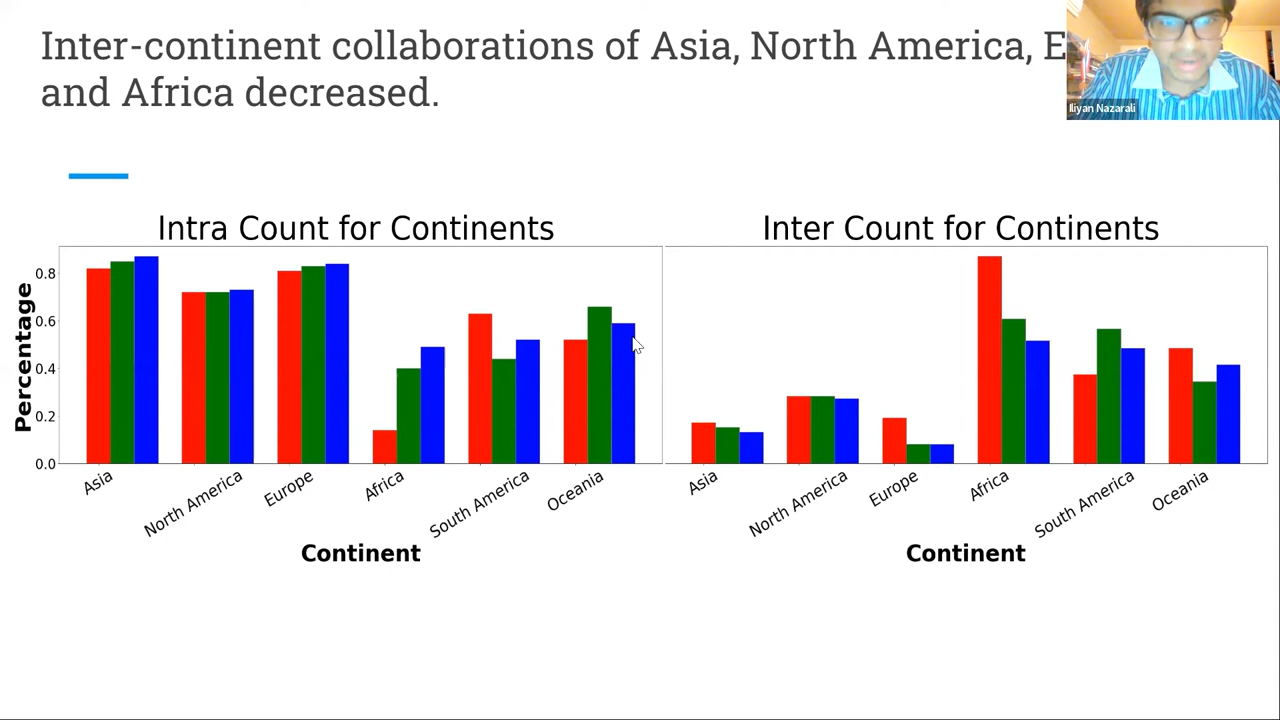 Inter-continent collaborations of Asia, North America, E
and Africa decreased.
Iliyan Nazarali
Intra Count for Continents
Percentage
0.8
0.6
0.4
0.2
0.0
Asia
North America
Europe
Africa
South America
Oceania
Continent
Inter Count for Continents
Asia
North America
Europe
Africa
South America
Oceania
Continent